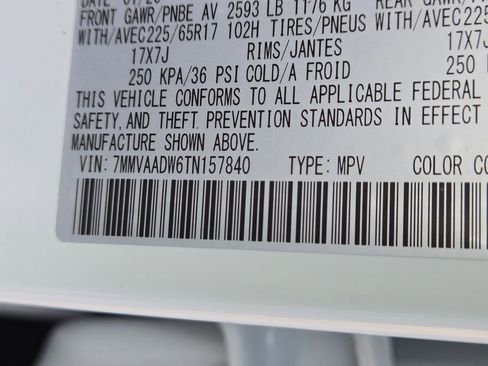 FRONT GAWR/PNBE AV 2593 LB 1176 KG
WITH/AVEC225/65R17 102H TIRES/PNEUS WITH/AVEC225
17X7J RIMS/JANTES 17X7J
250 KPA/36 PSI COLD/A FROID 250
THIS VEHICLE CONFORMS TO ALL APPLICABLE FEDERAL
SAFETY, AND THEFT PREVENTION STANDARDS IN EFFECT
MANUFACTURE SHOWN ABOVE.
VIN: 7MMVAADW6TN157840 TYPE: MPV COLOR CO